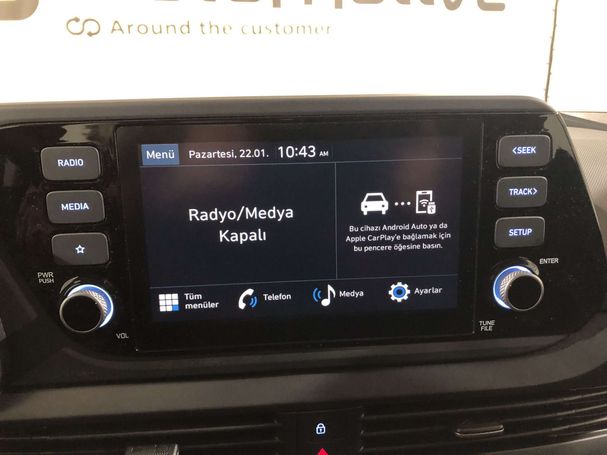 Around the customer
RADIO
MEDIA
PWR
PUSH
VOL
Menü
Pazartesi, 22.01.
10:43 AM
Radyo/Medya
Kapalı
Bu cihazı Android Auto ya da
Apple CarPlay'e bağlamak için
bu pencere öğesine basın.
Tüm
menüler
Telefon
Medya
Ayarlar
<SEEK
TRACK>
SETUP
ENTER
TUNE
FILE